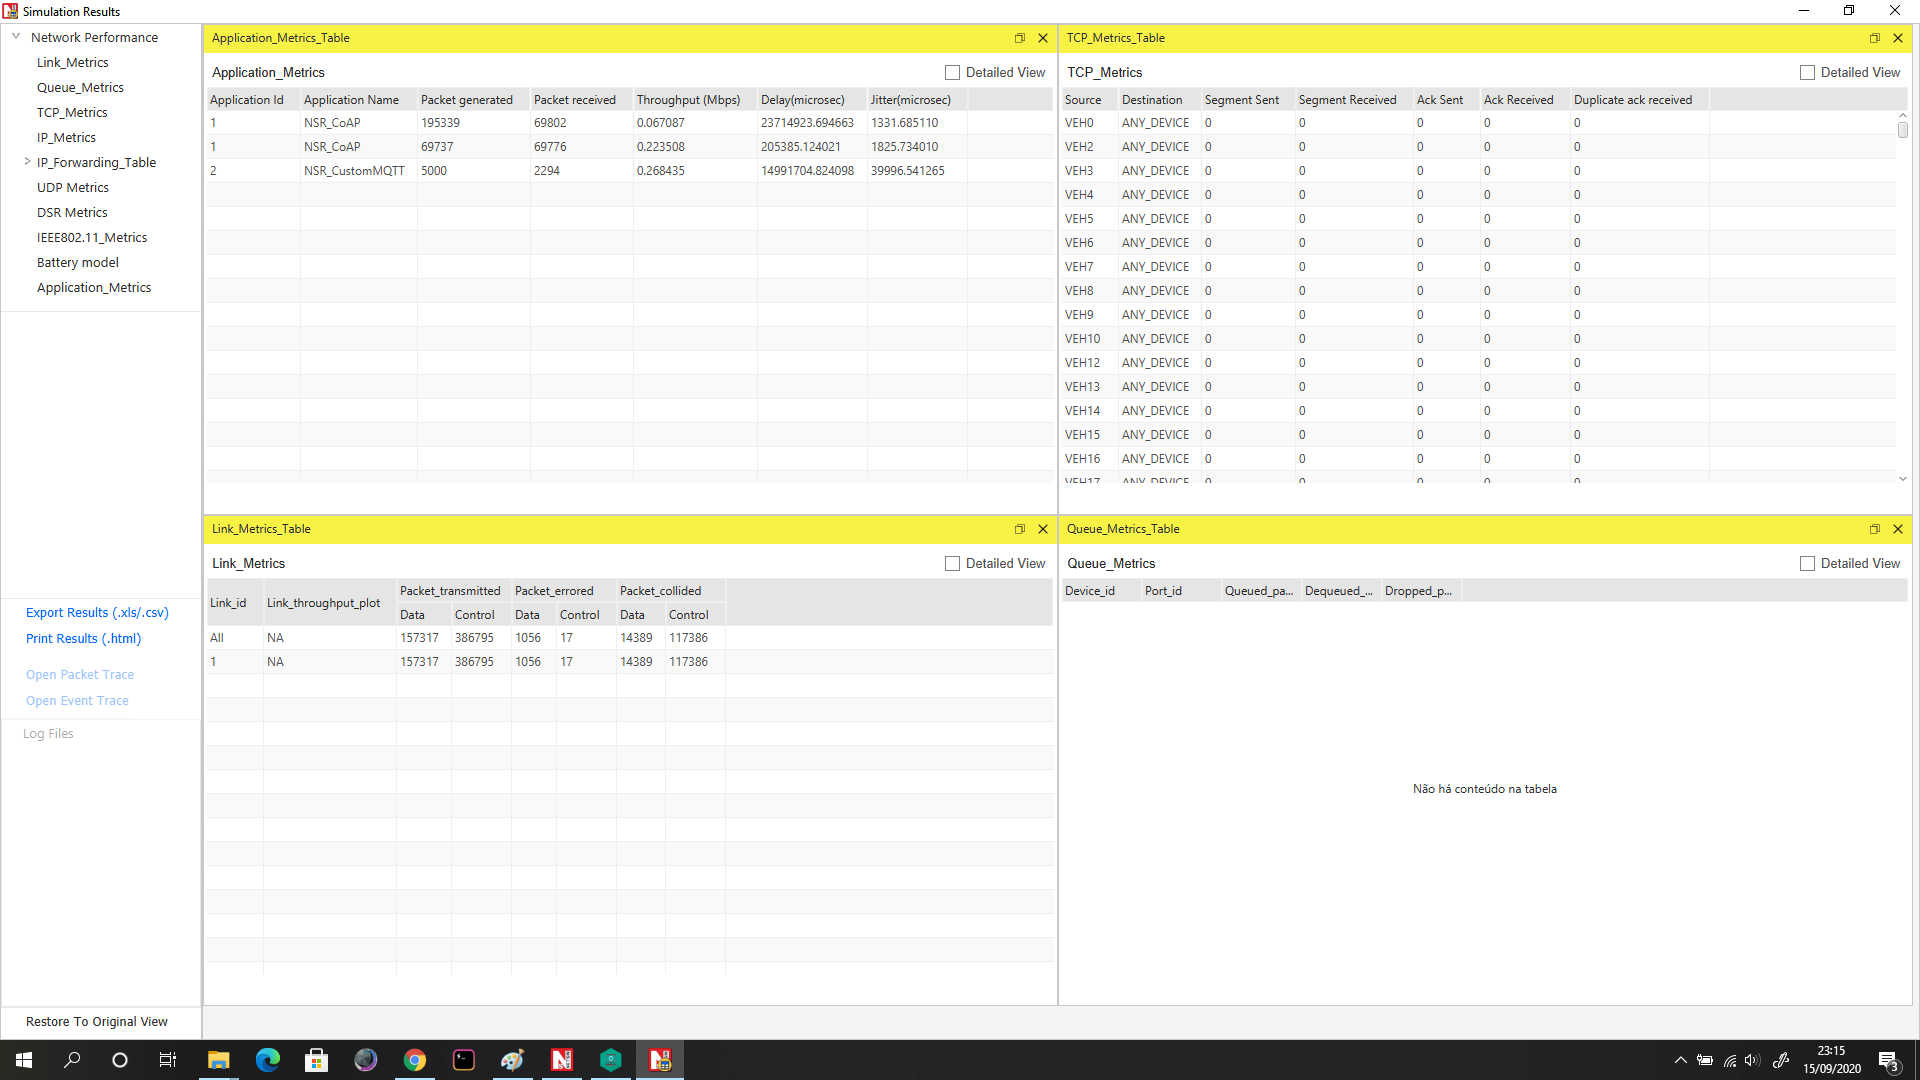 Simulation Results
Network Performance
Link_Metrics
Queue_Metrics
TCP_Metrics
IP_Metrics
IP_Forwarding_Table
UDP Metrics
DSR Metrics
IEEE802.11_Metrics
Battery model
Application_Metrics
Export Results (.xls/.csv)
Print Results (.html)
Open Packet Trace
Open Event Trace
Log Files
Restore To Original View
Application_Metrics_Table
Application_Metrics Detailed View
Application Id Application Name Packet generated Packet received Throughput (Mbps) Delay(microsec) Jitter(microsec)
1 NSR_CoAP 195339 69802 0.067087 23714923.694663 1331.685110
1 NSR_CoAP 69737 69776 0.223508 205385.124021 1825.734010
2 NSR_CustomMQTT 5000 2294 0.268435 14991704.824098 39996.541265
TCP_Metrics_Table
TCP_Metrics Detailed View
Source Destination Segment Sent Segment Received Ack Sent Ack Received Duplicate ack received
VEH0 ANY_DEVICE 0 0 0 0 0
VEH2 ANY_DEVICE 0 0 0 0 0
VEH3 ANY_DEVICE 0 0 0 0 0
VEH4 ANY_DEVICE 0 0 0 0 0
VEH5 ANY_DEVICE 0 0 0 0 0
VEH6 ANY_DEVICE 0 0 0 0 0
VEH7 ANY_DEVICE 0 0 0 0 0
VEH8 ANY_DEVICE 0 0 0 0 0
VEH9 ANY_DEVICE 0 0 0 0 0
VEH10 ANY_DEVICE 0 0 0 0 0
VEH12 ANY_DEVICE 0 0 0 0 0
VEH13 ANY_DEVICE 0 0 0 0 0
VEH14 ANY_DEVICE 0 0 0 0 0
VEH15 ANY_DEVICE 0 0 0 0 0
VEH16 ANY_DEVICE 0 0 0 0 0
VEH17 ANY_DEVICE 0 0 0 0 0
Link_Metrics_Table
Link_Metrics Detailed View
Link_id Link_throughput_plot Packet_transmitted Packet_errored Packet_collided
Data Control Data Control Data Control
All NA 157317 386795 1056 17 14389 117386
1 NA 157317 386795 1056 17 14389 117386
Queue_Metrics_Table
Queue_Metrics Detailed View
Device_id Port_id Queued_pa... Dequeued_... Dropped_p...
Não há conteúdo na tabela
23:15
15/09/2020
3